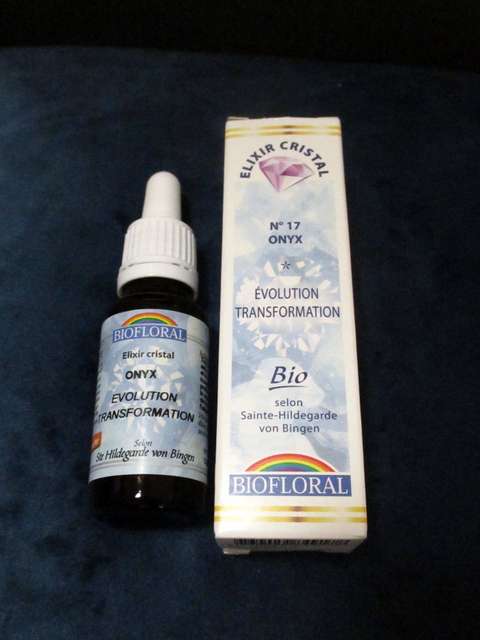 BIOFLORAL
Elixir cristal
ONYX
EVOLUTION
TRANSFORMATION
Selon
Ste Hildegarde von Bingen
ELIXIR CRISTAL
N° 17
ONYX
*
ÉVOLUTION
TRANSFORMATION
Bio
selon
Sainte-Hildegarde
von Bingen
BIOFLORAL